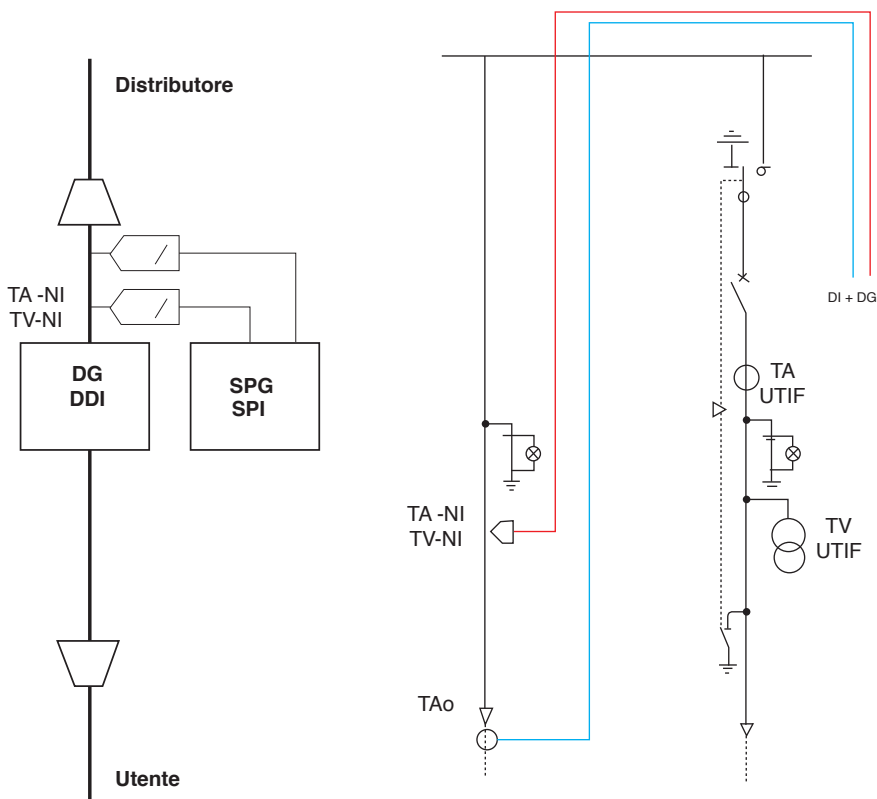 Distributore
TA -NI
TV-NI
DG
DDI
SPG
SPI
Utente
TA -NI
TV-NI
TAo
DI + DG
TA
UTIF
TV
UTIF